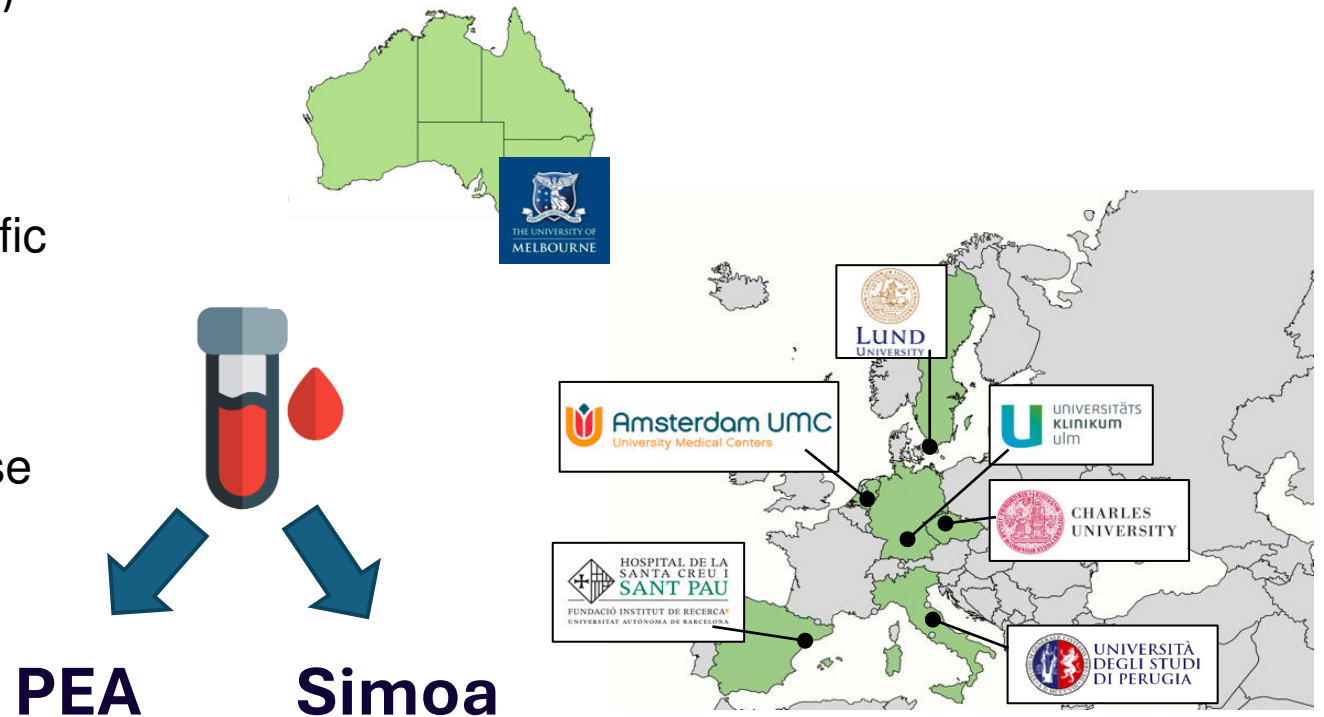 )
fic
se
THE UNIVERSITY OF
MELBOURNE
LUND
UNIVERSITY
Amsterdam UMC
University Medical Centers
UNIVERSITÄTS
KLINIKUM
ulm
CHARLES
UNIVERSITY
HOSPITAL DE LA
SANTA CREU I
SANT PAU
FUNDACIÓ INSTITUT DE RECERCA
UNIVERSITAT AUTÒNOMA DE BARCELONA
UNIVERSITÀ
DEGLI STUDI
DI PERUGIA
PEA
Simoa